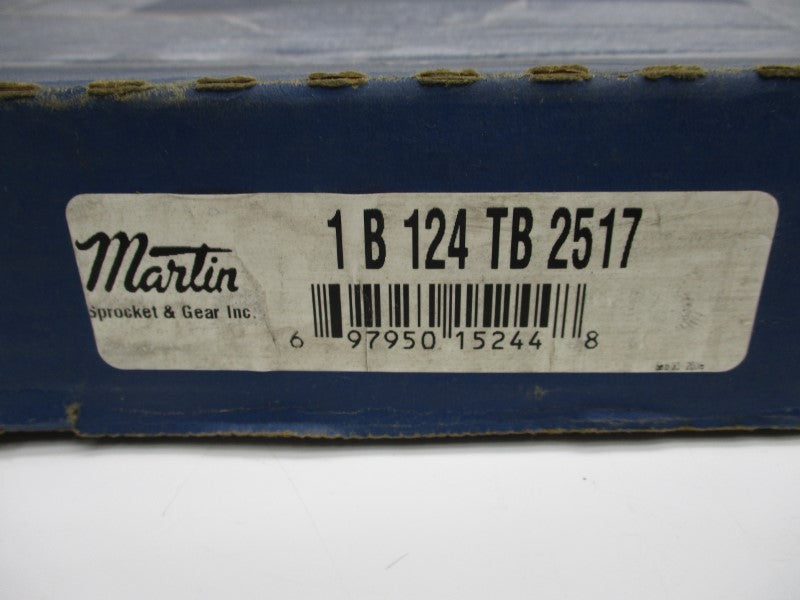 Martin
Sprocket & Gear Inc.
1 B 124 TB 2517
6 97950 15244 8